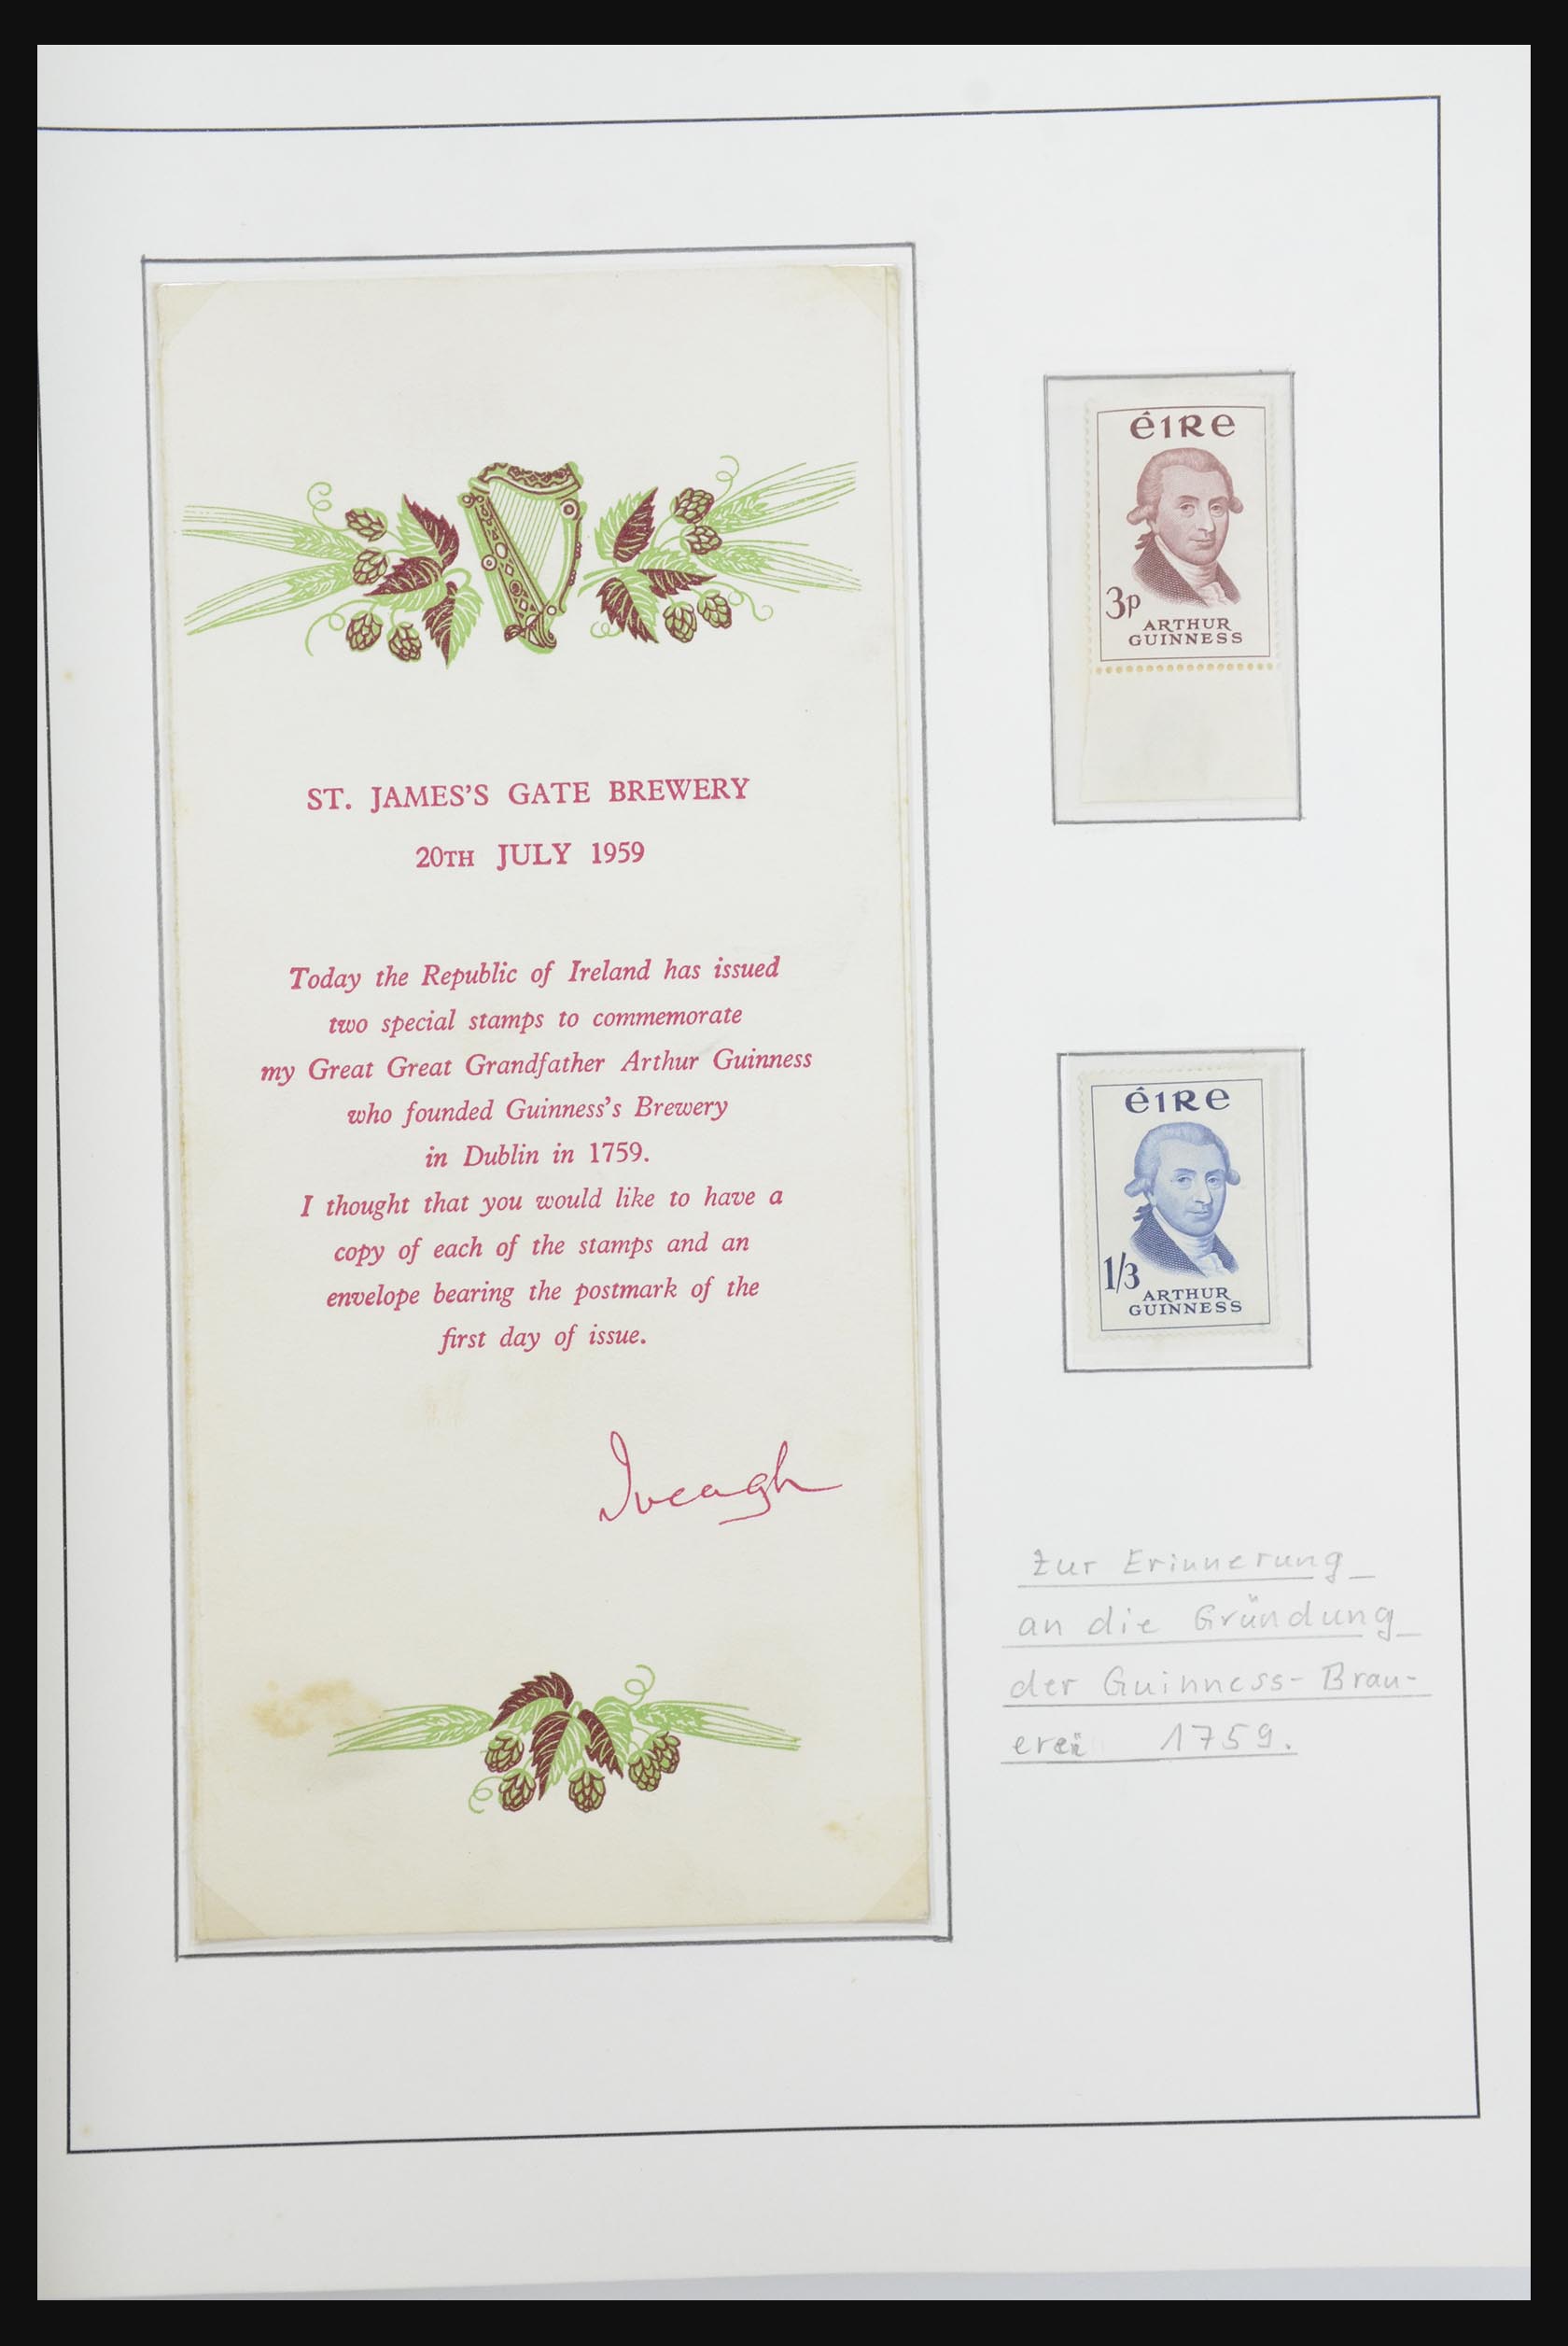 ST. JAMES'S GATE BREWERY
20TH JULY 1959
Today the Republic of Ireland has issued
two special stamps to commemorate
my Great Great Grandfather Arthur Guinness
who founded Guinness's Brewery
in Dublin in 1759.
I thought that you would like to have a
copy of each of the stamps and an
envelope bearing the postmark of the
first day of issue.
Iveagh
éIRe
3p
ARTHUR
GUINNESS
éIRe
1/3
ARTHUR
GUINNESS
Zur Erinnerung
an die Gründung
der Guinness-Brau-
erei 1759.